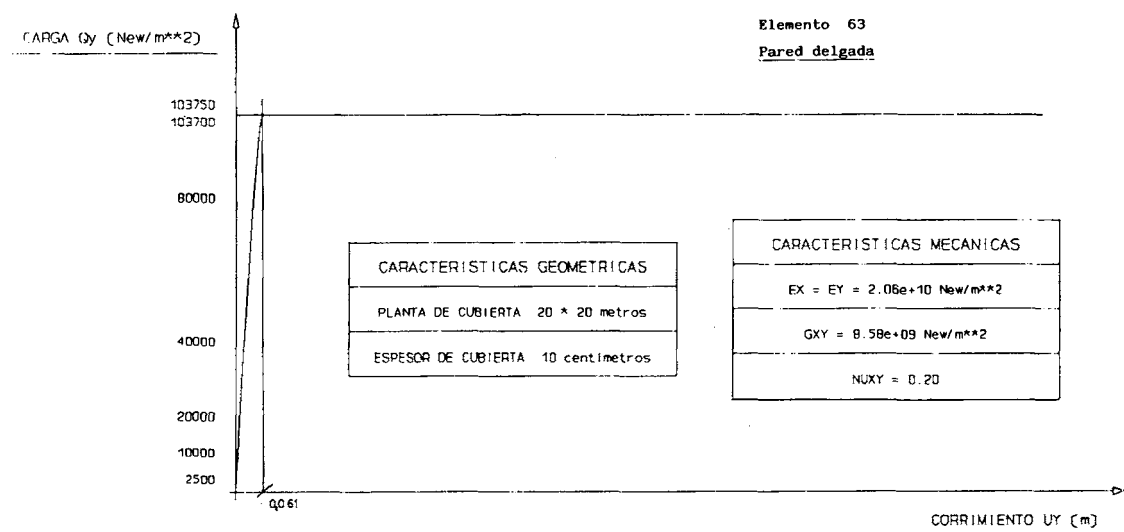 Elemento 63
CARGA Qy (New/m**2)
Pared delgada
103750
103700
80000
40000
20000
10000
2500
CARACTERISTICAS GEOMETRICAS
PLANTA DE CUBIERTA 20 * 20 metros
ESPESOR DE CUBIERTA 10 centimetros
CARACTERISTICAS MECANICAS
EX = EY = 2.06e+10 New/m**2
GXY = 8.58e+09 New/m**2
NUXY = 0.20
0,061
CORRIMIENTO UY (m)